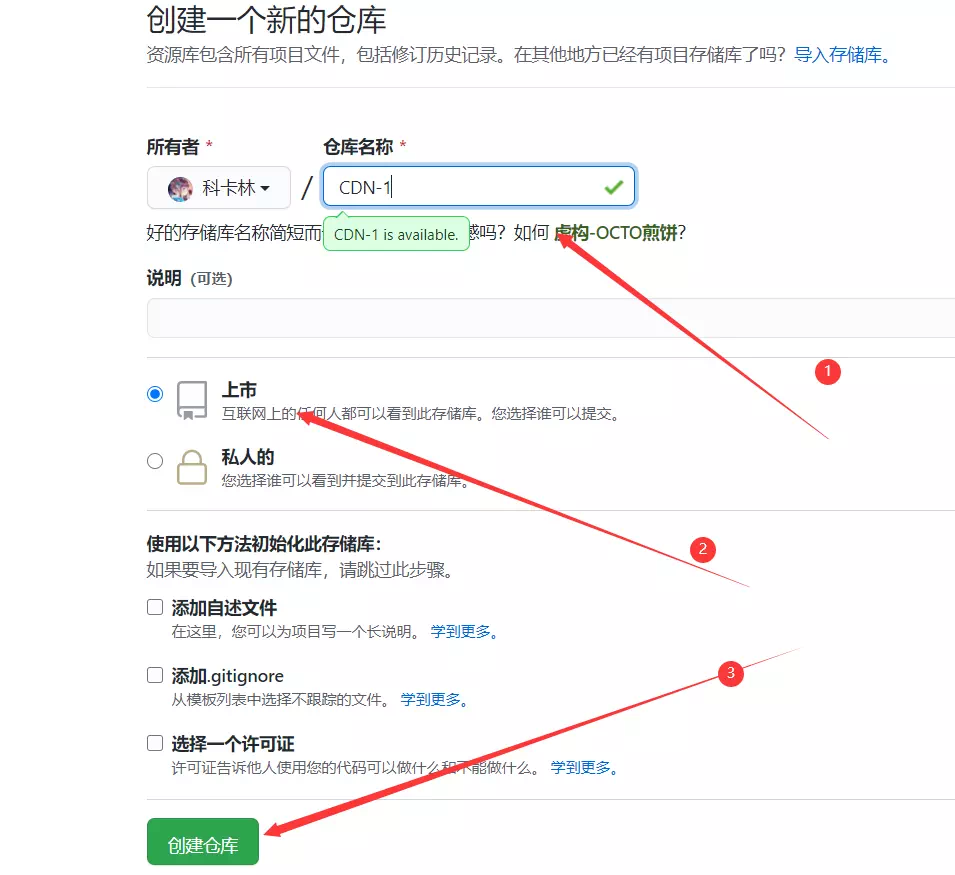 创建一个新的仓库
资源库包含所有项目文件，包括修订历史记录。在其他地方已经有项目存储库了吗？导入存储库。
所有者 * 仓库名称 *
科卡林 / CDN-1
好的存储库名称简短而 感吗？如何 虚构-OCTO煎饼？
CDN-1 is available.
说明 (可选)
1
上市
互联网上的任何人都可以看到此存储库。您选择谁可以提交。
私人的
您选择谁可以看到并提交到此存储库。
2
使用以下方法初始化此存储库：
如果要导入现有存储库，请跳过此步骤。
添加自述文件
在这里，您可以为项目写一个长说明。 学到更多。
3
添加.gitignore
从模板列表中选择不跟踪的文件。 学到更多。
选择一个许可证
许可证告诉他人使用您的代码可以做什么和不能做什么。 学到更多。
创建仓库